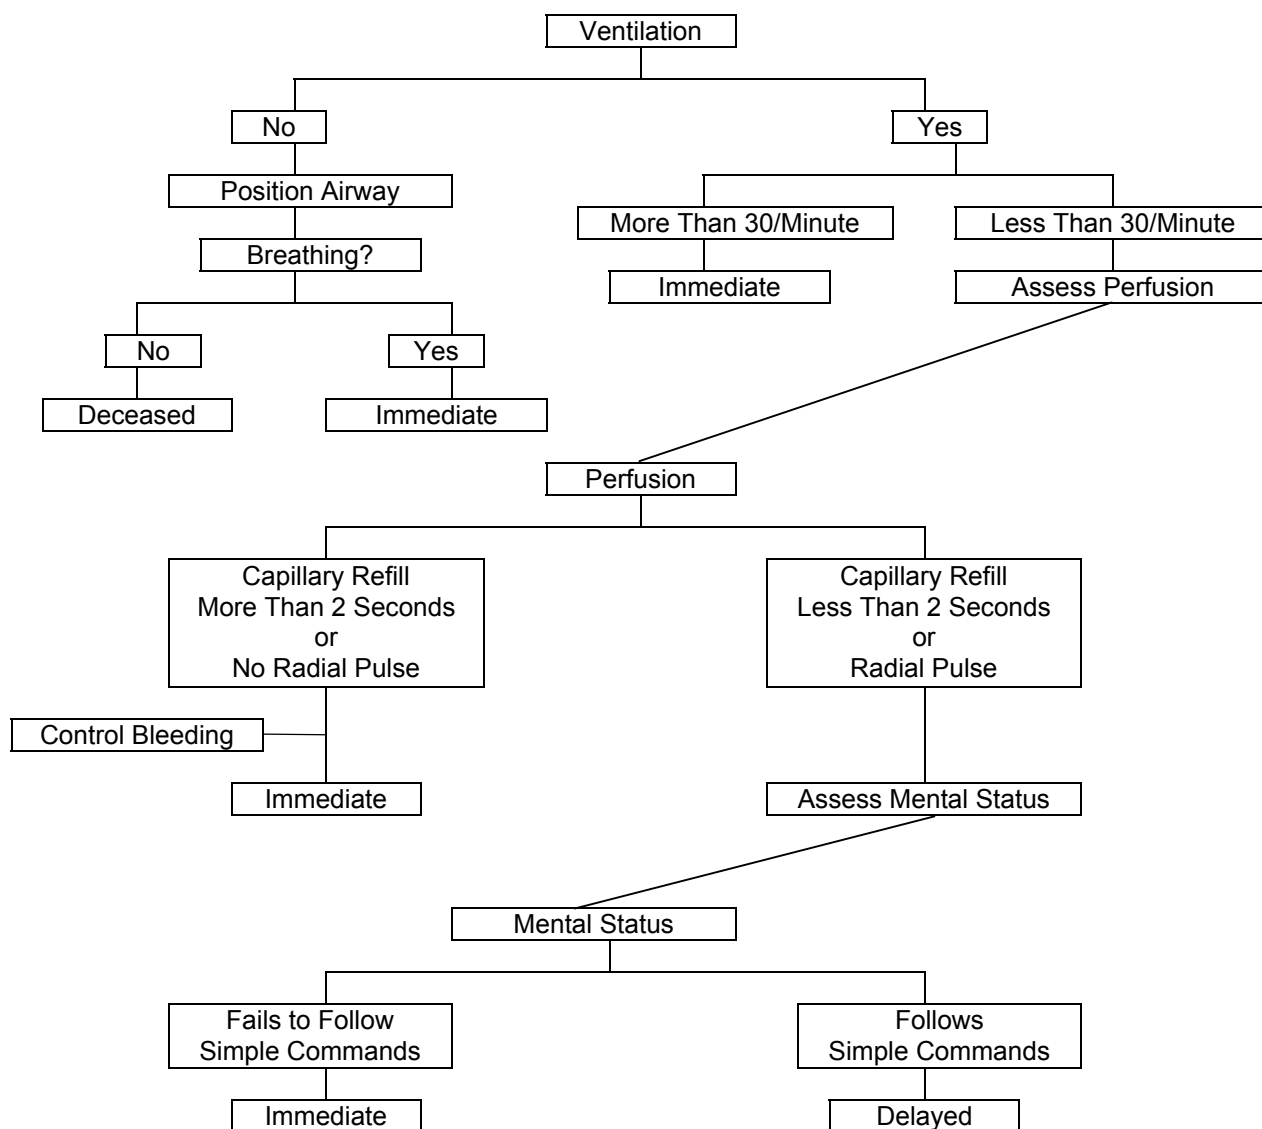 Ventilation
No
Yes
Position Airway
More Than 30/Minute
Less Than 30/Minute
Breathing?
Immediate
Assess Perfusion
No
Yes
Deceased
Immediate
Perfusion
Capillary Refill
More Than 2 Seconds
or
No Radial Pulse
Capillary Refill
Less Than 2 Seconds
or
Radial Pulse
Control Bleeding
Immediate
Assess Mental Status
Mental Status
Fails to Follow
Simple Commands
Follows
Simple Commands
Immediate
Delayed